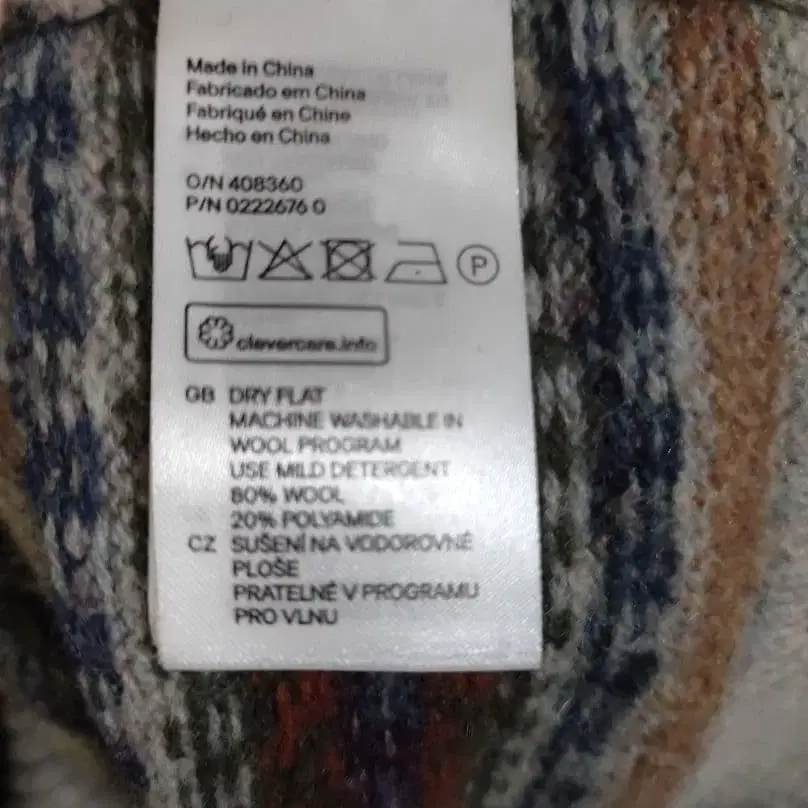 Made in China
Fabricado em China
Fabriqué en Chine
Hecho en China
O/N 408360
P/N 0222676 0
P
clevercare.info
GB DRY FLAT
MACHINE WASHABLE IN
WOOL PROGRAM
USE MILD DETERGENT
80% WOOL
20% POLYAMIDE
CZ SUŠENÍ NA VODOROVNÉ
PLOŠE
PRATELNÉ V PROGRAMU
PRO VLNU